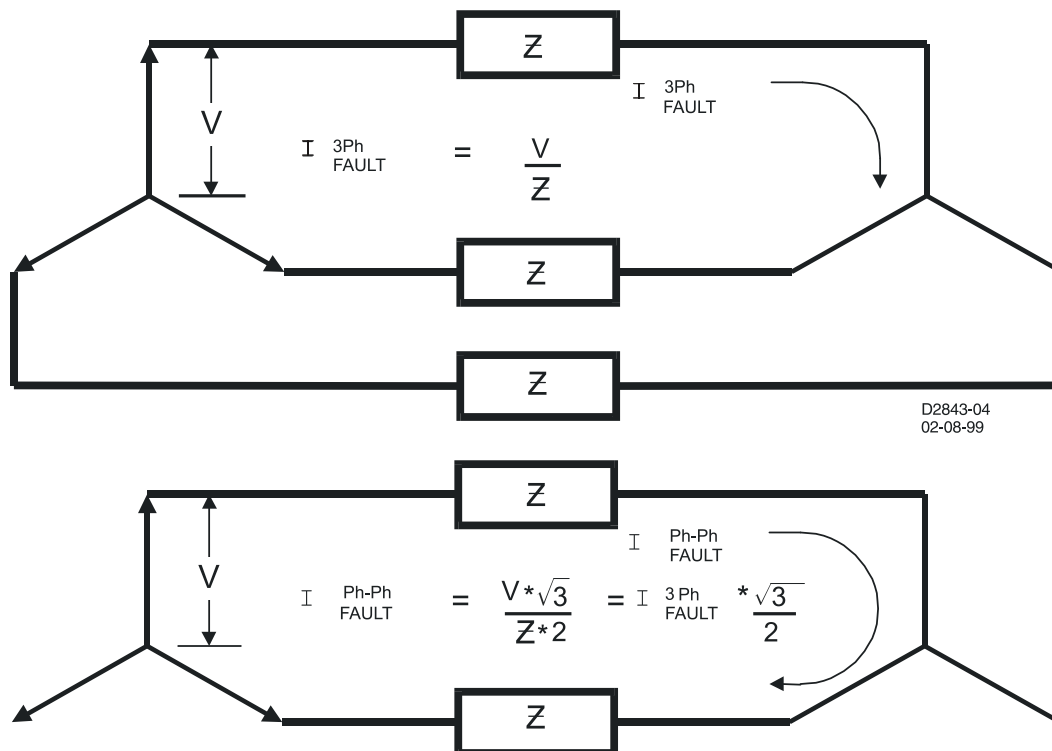 Z
I 3Ph
FAULT
V
I 3Ph
FAULT
= V
Z
Z
Z
D2843-04
02-08-99
Z
I Ph-Ph
FAULT
V
I Ph-Ph
FAULT
= V*√3
Z*2
= I 3 Ph
FAULT
*√3
2
Z